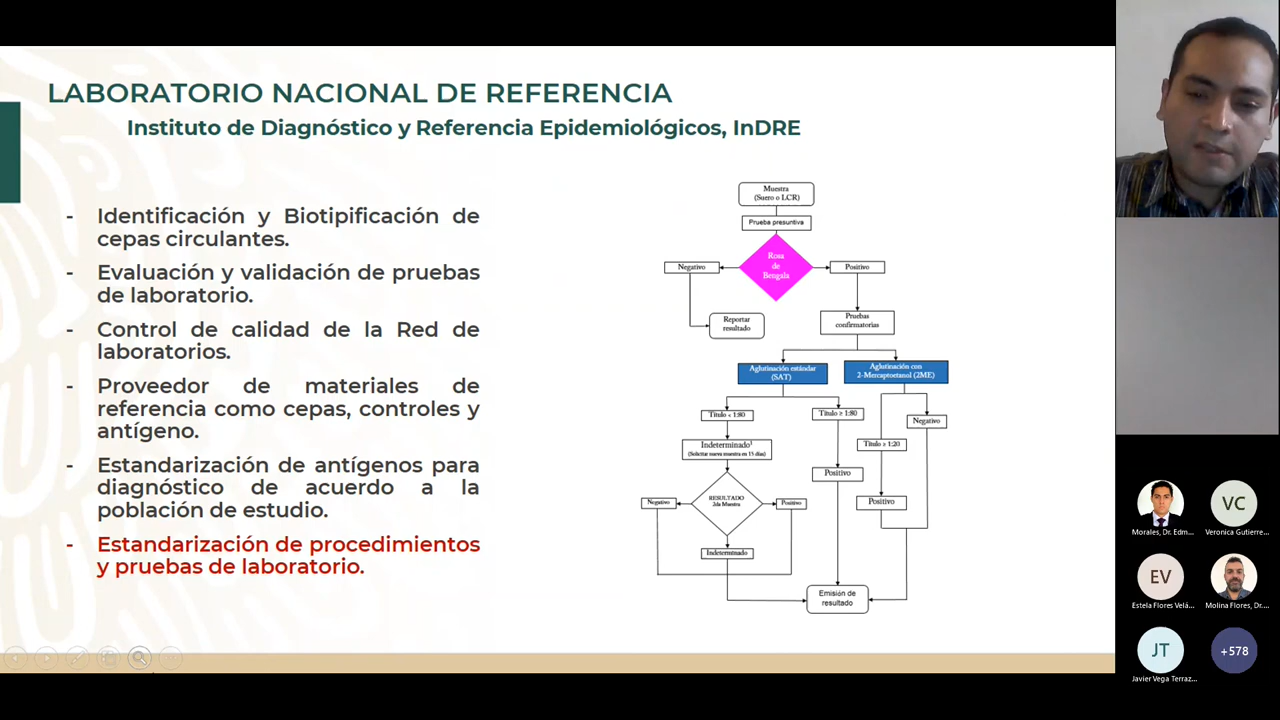 LABORATORIO NACIONAL DE REFERENCIA
Instituto de Diagnóstico y Referencia Epidemiológicos, InDRE
- Identificación y Biotipificación de
cepas circulantes.
- Evaluación y validación de pruebas
de laboratorio.
- Control de calidad de la Red de
laboratorios.
- Proveedor de materiales de
referencia como cepas, controles y
antígeno.
- Estandarización de antígenos para
diagnóstico de acuerdo a la
población de estudio.
- Estandarización de procedimientos
y pruebas de laboratorio.
Muestra
(Suero o LCR)
Prueba presuntiva
Rosa
de
Bengala
Negativo
Positivo
Reportar
resultado
Pruebas
confirmatorias
Aglutinación estándar
(SAT)
Aglutinación con
2-Mercaptoetanol (2ME)
Título < 1:80
Título ≥ 1:80
Negativo
Indeterminado¹
(Solicitar nueva muestra en 15 días)
Título ≥ 1:20
Positivo
Negativo
RESULTADO
2da Muestra
Positivo
Positivo
Indeterminado
Emisión de
resultado
Morales, Dr. Edm...
VC
Veronica Gutierre...
EV
Estela Flores Velá...
Molina Flores, Dr....
JT
Javier Vega Terraz...
+578